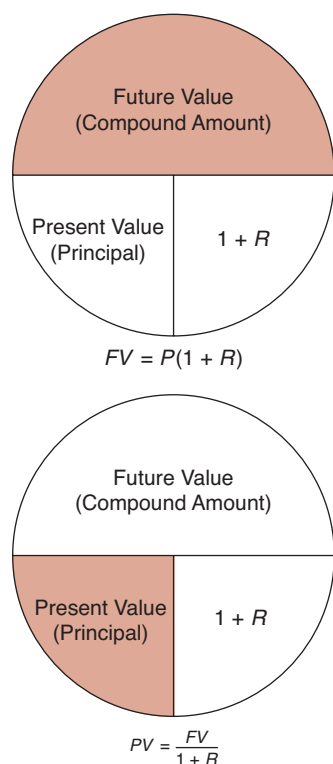 Future Value
(Compound Amount)
Present Value
(Principal)
1 + R
FV = P(1 + R)
Future Value
(Compound Amount)
Present Value
(Principal)
1 + R
PV = FV / 1 + R